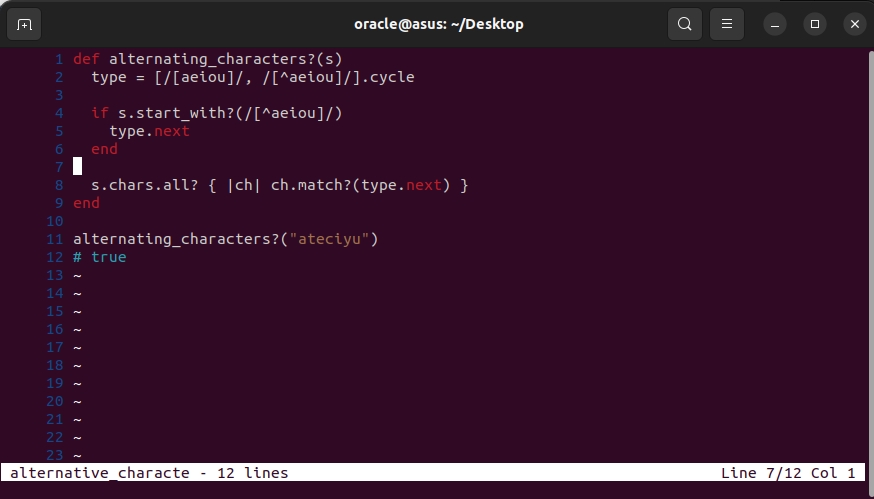 oracle@asus: ~/Desktop
1 def alternating_characters?(s)
2   type = [/[aeiou]/, /[^aeiou]/].cycle
3
4   if s.start_with?(/[^aeiou]/)
5     type.next
6   end
7
8   s.chars.all? { |ch| ch.match?(type.next) }
9 end
10
11 alternating_characters?("ateciyu")
12 # true
13 ~
14 ~
15 ~
16 ~
17 ~
18 ~
19 ~
20 ~
21 ~
22 ~
23 ~
alternative_characte - 12 lines Line 7/12 Col 1